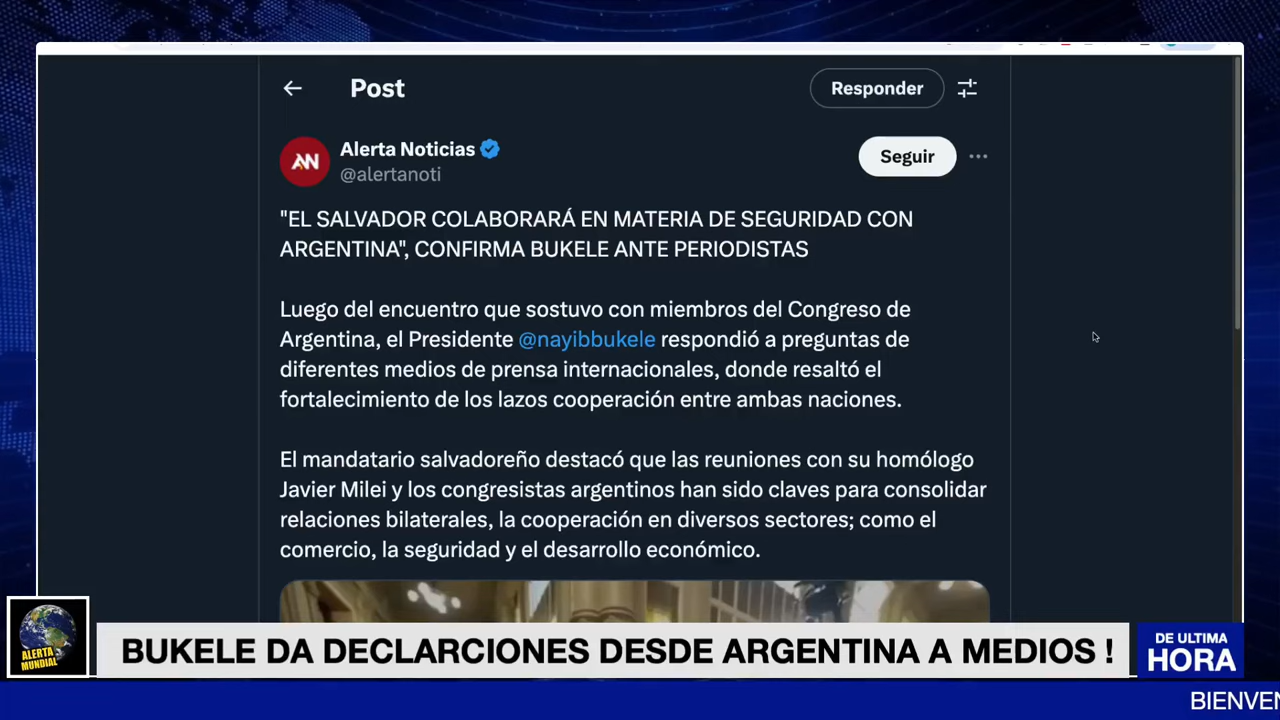 Post
Responder
Alerta Noticias
Seguir
@alertanoti
"EL SALVADOR COLABORARÁ EN MATERIA DE SEGURIDAD CON
ARGENTINA", CONFIRMA BUKELE ANTE PERIODISTAS
Luego del encuentro que sostuvo con miembros del Congreso de
Argentina, el Presidente @nayibbukele respondió a preguntas de
diferentes medios de prensa internacionales, donde resaltó el
fortalecimiento de los lazos cooperación entre ambas naciones.
El mandatario salvadoreño destacó que las reuniones con su homólogo
Javier Milei y los congresistas argentinos han sido claves para consolidar
relaciones bilaterales, la cooperación en diversos sectores; como el
comercio, la seguridad y el desarrollo económico.
ALERTA
MUNDIAL
BUKELE DA DECLARCIONES DESDE ARGENTINA A MEDIOS !
DE ULTIMA
HORA
BIENVEN